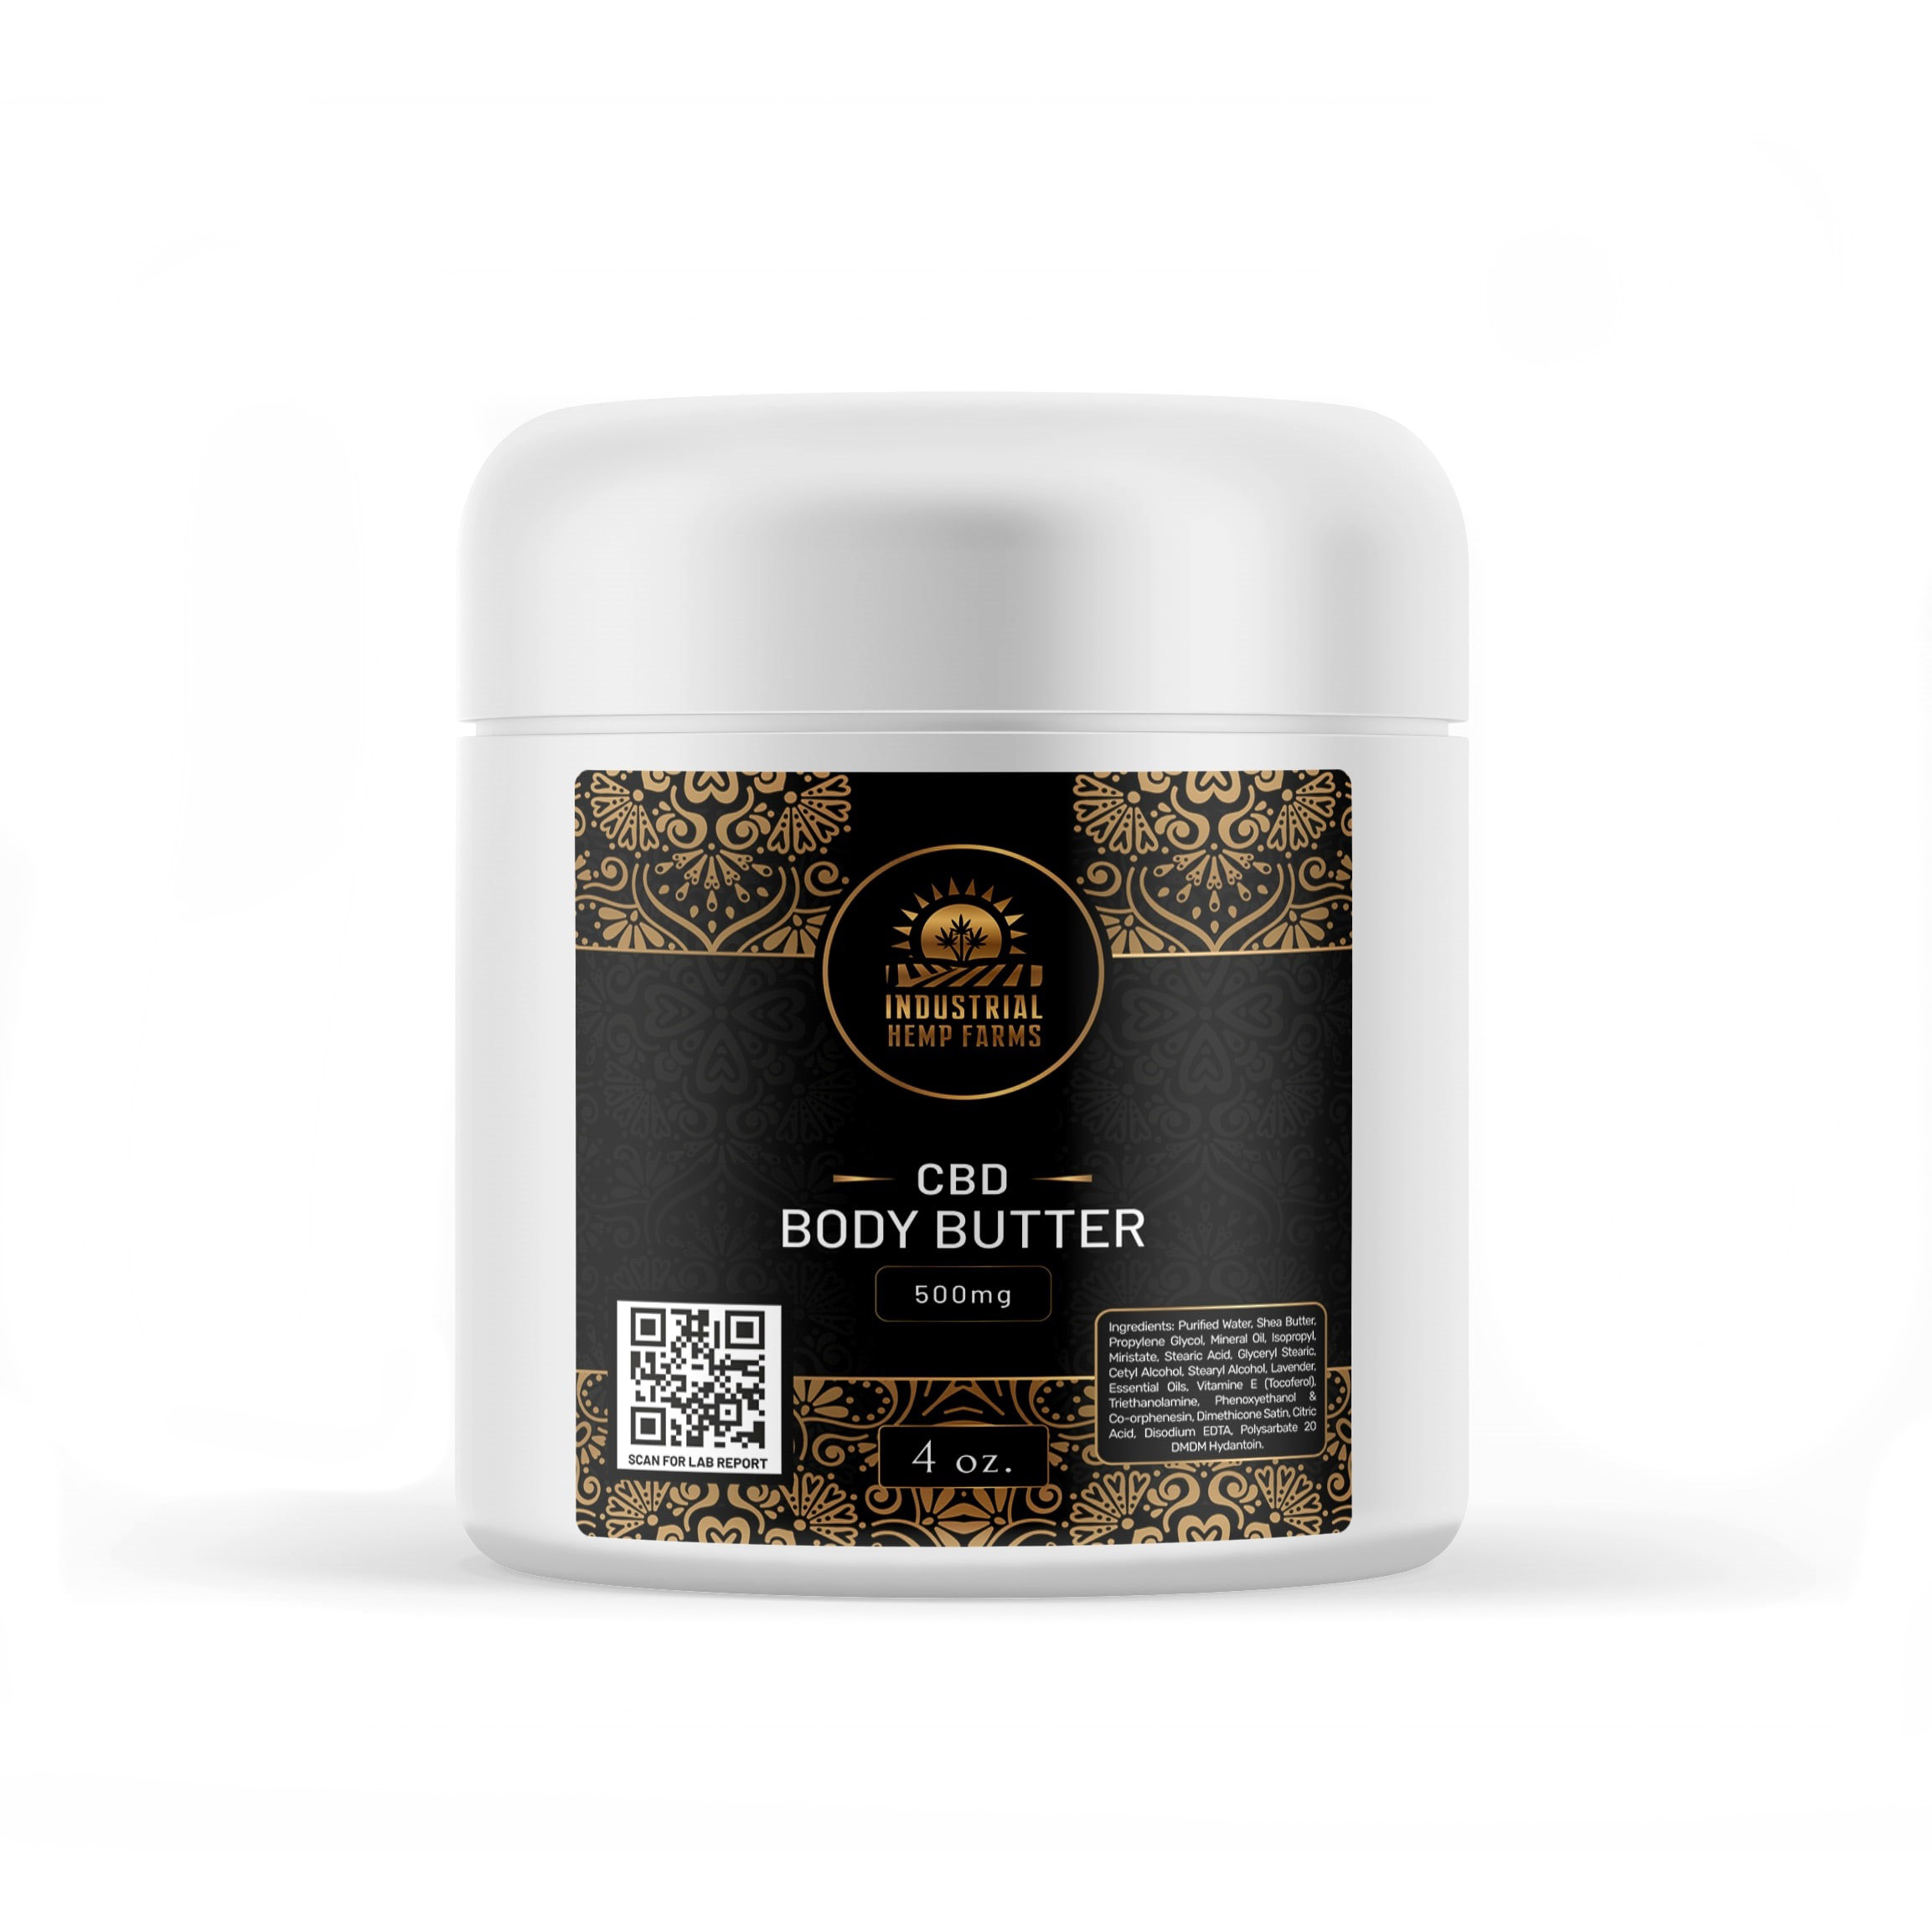 INDUSTRIAL
HEMP FARMS
CBD
BODY BUTTER
500mg
SCAN FOR LAB REPORT
4 oz.
Ingredients: Purified Water, Shea Butter,
Propylene Glycol, Mineral Oil, Isopropyl,
Miristate, Stearic Acid, Glyceryl Stearic,
Cetyl Alcohol, Stearyl Alcohol, Lavender,
Essential Oils, Vitamine E (Tocoferol),
Triethanolamine, Phenoxyethanol &
Co-orphenesin, Dimethicone Satin, Citric
Acid, Disodium EDTA, Polysarbate 20
DMDM Hydantoin.